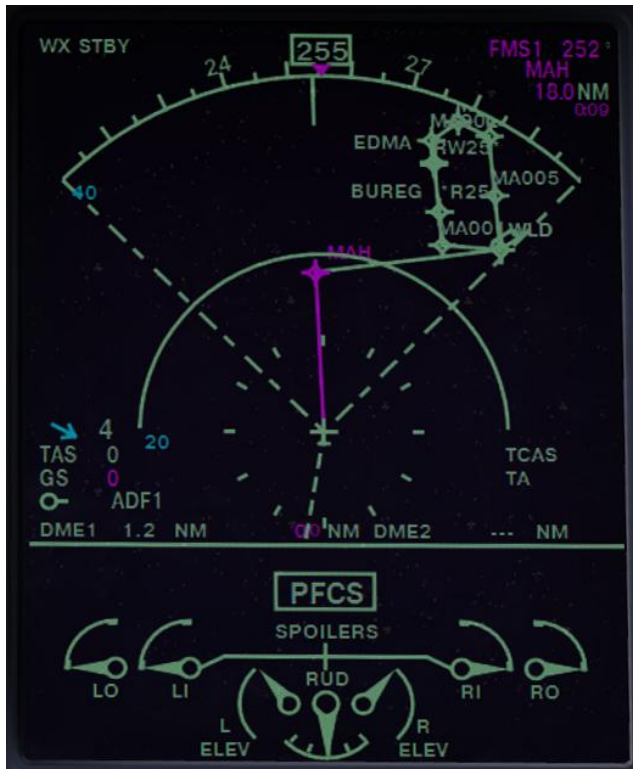 WX STBY 255 FMS1 252°
24 27 MAH
18.0 NM
0:09
EDMA RW25
40 BUREG R25 MA005
MA00 WLD
MAH
4
TAS 0 20 TCAS
GS 0 TA
ADF1
DME1 1.2 NM NM DME2 --- NM
PFCS
SPOILERS
LO LI RUD RI RO
L R
ELEV ELEV